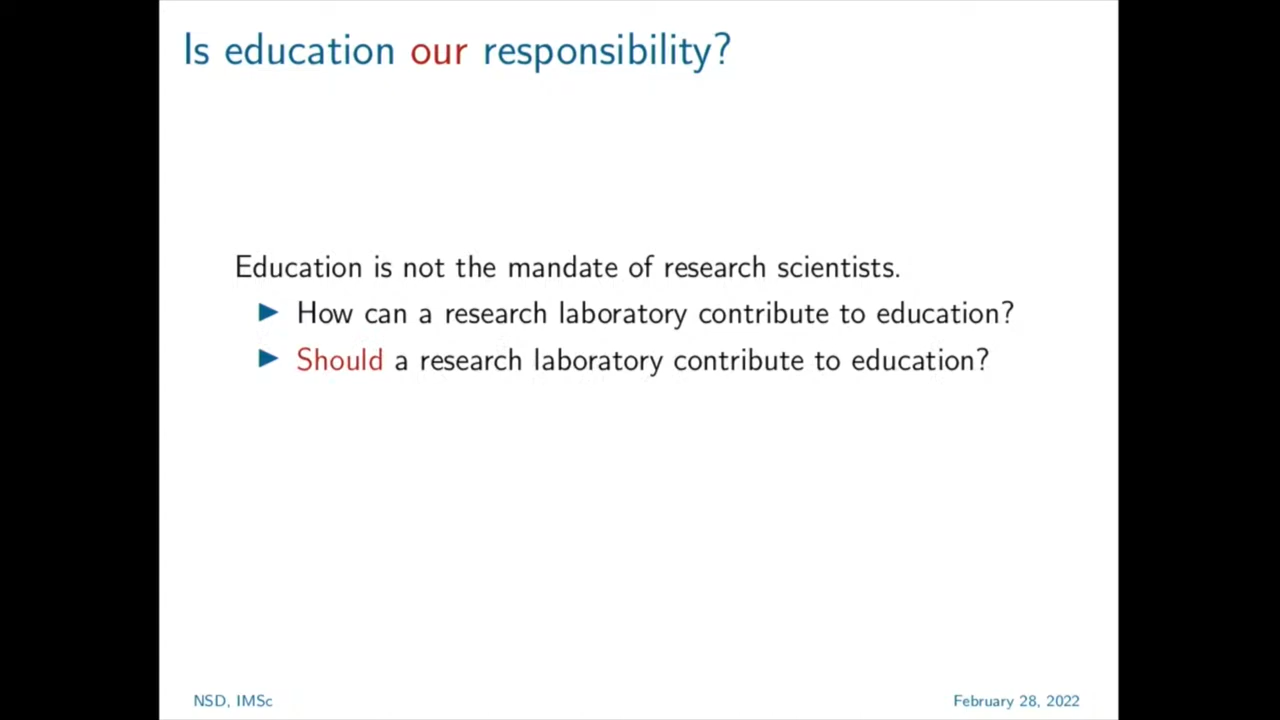 Is education our responsibility?
Education is not the mandate of research scientists.
▶ How can a research laboratory contribute to education?
▶ Should a research laboratory contribute to education?
NSD, IMSc
February 28, 2022